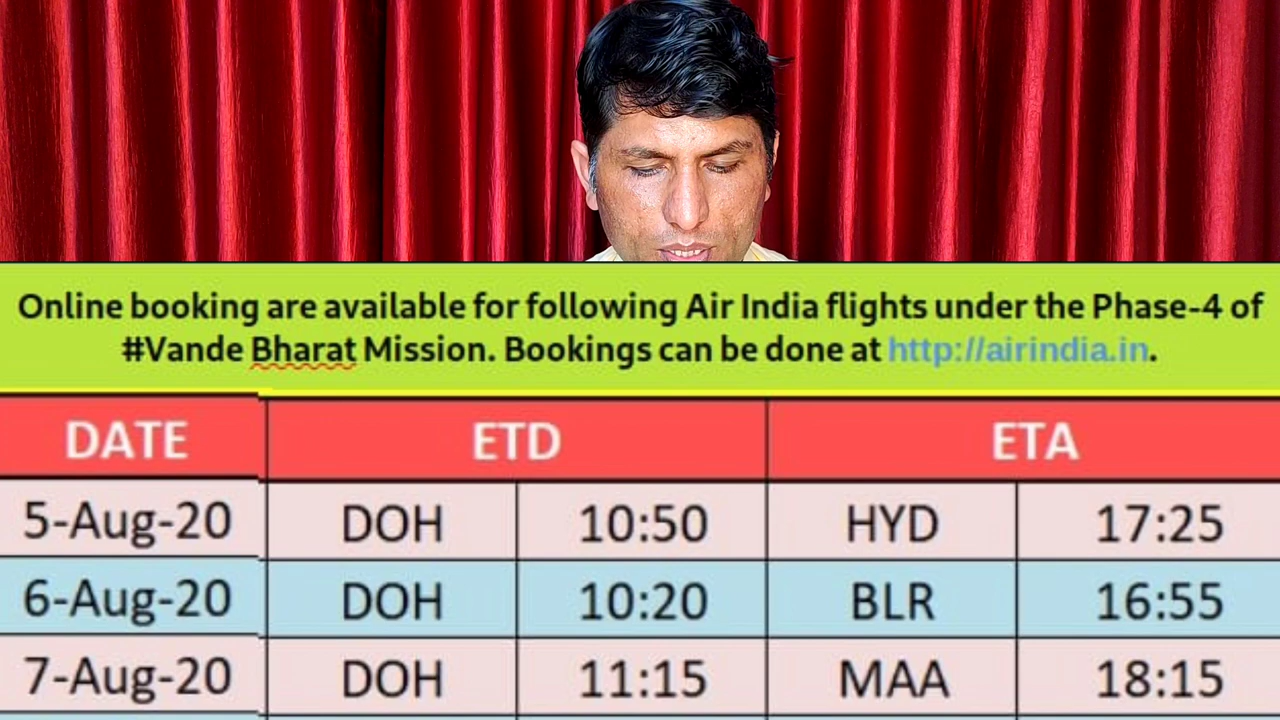 Online booking are available for following Air India flights under the Phase-4 of
#Vande Bharat Mission. Bookings can be done at http://airindia.in.
DATE ETD ETA
5-Aug-20 DOH 10:50 HYD 17:25
6-Aug-20 DOH 10:20 BLR 16:55
7-Aug-20 DOH 11:15 MAA 18:15